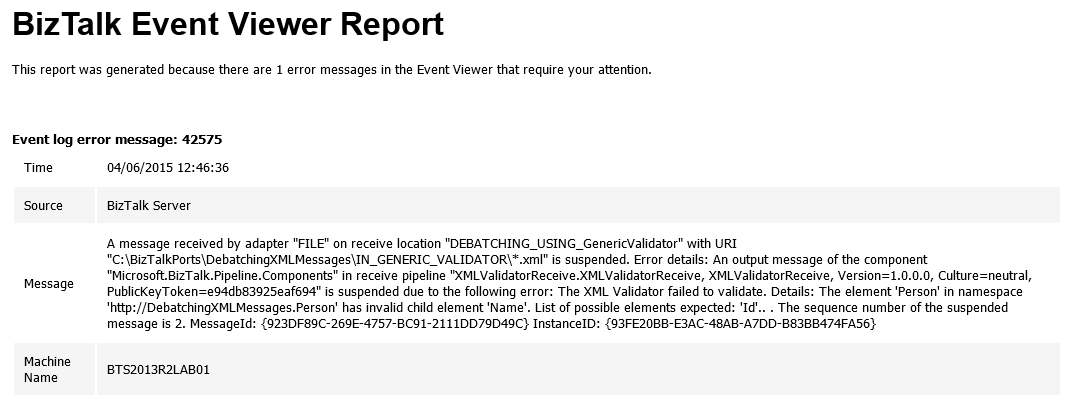 BizTalk Event Viewer Report
This report was generated because there are 1 error messages in the Event Viewer that require your attention.
Event log error message: 42575
Time 04/06/2015 12:46:36
Source BizTalk Server
Message
A message received by adapter "FILE" on receive location "DEBATCHING_USING_GenericValidator" with URI
"C:\BizTalkPorts\DebatchingXMLMessages\IN_GENERIC_VALIDATOR\*.xml" is suspended. Error details: An output message of the component
"Microsoft.BizTalk.Pipeline.Components" in receive pipeline "XMLValidatorReceive.XMLValidatorReceive, XMLValidatorReceive, Version=1.0.0.0, Culture=neutral,
PublicKeyToken=e94db83925eaf694" is suspended due to the following error: The XML Validator failed to validate. Details: The element 'Person' in namespace
'http://DebatchingXMLMessages.Person' has invalid child element 'Name'. List of possible elements expected: 'Id'.. . The sequence number of the suspended
message is 2. MessageId: {923DF89C-269E-4757-BC91-2111DD79D49C} InstanceID: {93FE20BB-E3AC-48AB-A7DD-B83BB474FA56}
Machine
Name
BTS2013R2LAB01